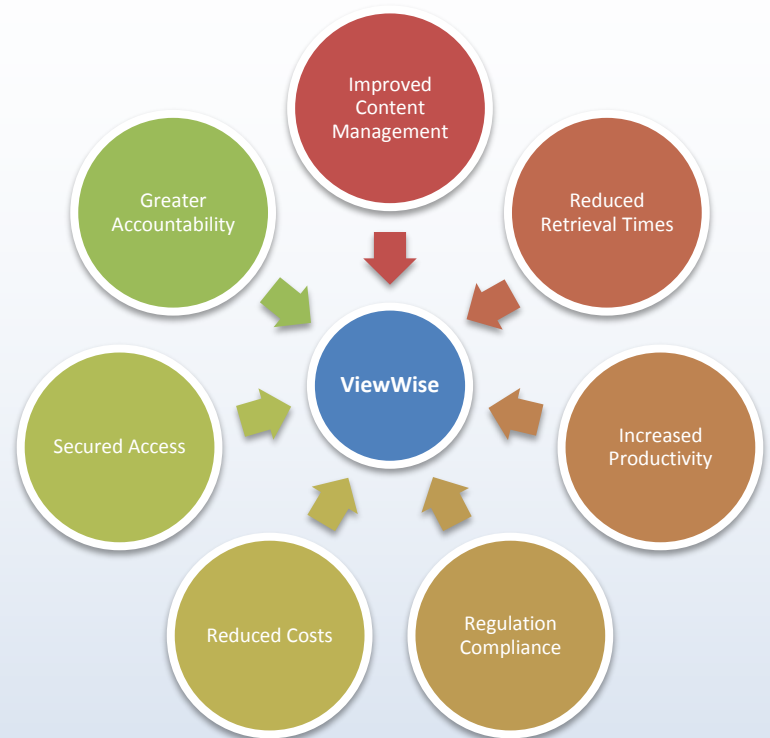 Improved
Content
Management
Greater
Accountability
Reduced
Retrieval Times
ViewWise
Secured Access
Increased
Productivity
Reduced Costs
Regulation
Compliance